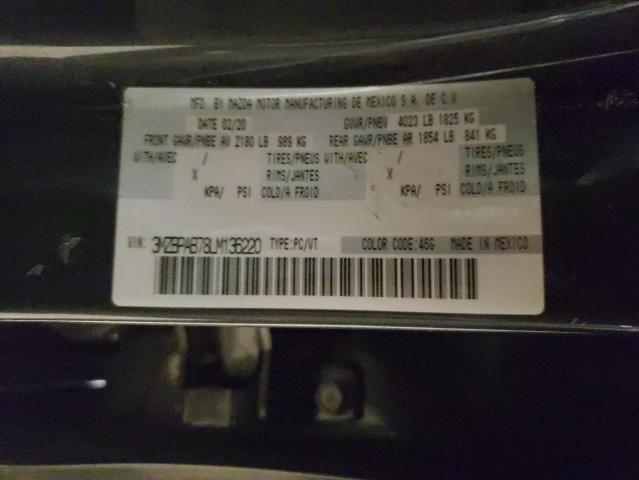 MFD. BY MAZDA MOTOR MANUFACTURING DE MEXICO S.A. DE C.V.
DATE 02/20 GVWR/PNBV 4023 LB 1825 KG
FRONT GAWR/PNBE AV 2180 LB 989 KG REAR GAWR/PNBE AR 1854 LB 841 KG
WITH/AVEC / TIRES/PNEUS WITH/AVEC / TIRES/PNEUS
X RIMS/JANTES X RIMS/JANTES
KPA/ PSI COLD/A FROID KPA/ PSI COLD/A FROID
VIN: 3MZBPAB78LM136220 TYPE:PC/VT COLOR CODE:46G MADE IN MEXICO